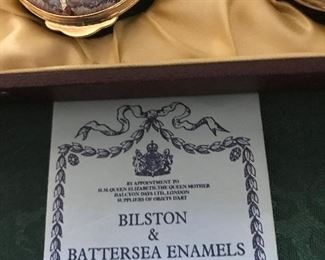 BY APPOINTMENT TO
H.M. QUEEN ELIZABETH, THE QUEEN MOTHER
HALCYON DAYS LTD, LONDON
SUPPLIERS OF OBJETS D'ART
BILSTON
&
BATTERSEA ENAMELS